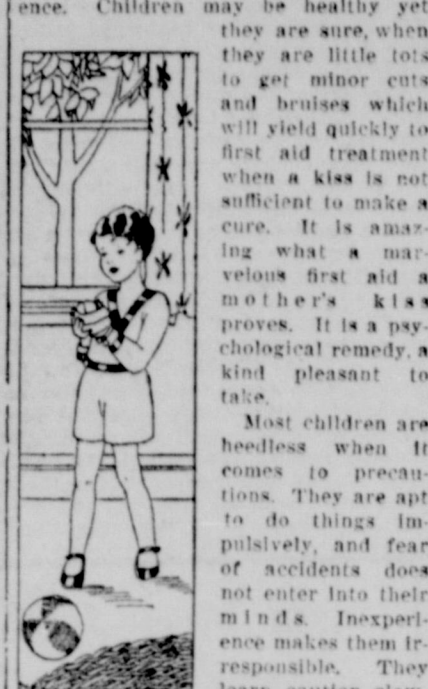 ence. Children may be healthy yet
they are sure, when
they are little tots
to get minor cuts
and bruises which
will yield quickly to
first aid treatment
when a kiss is not
sufficient to make a
cure. It is amaz-
ing what a mar-
velous first aid a
mother's kiss
proves. It is a psy-
chological remedy, a
kind pleasant to
take.
Most children are
heedless when it
comes to precau-
tions. They are apt
to do things im-
pulsively, and fear
of accidents does
not enter into their
minds. Inexperi-
ence makes them ir-
responsible. They